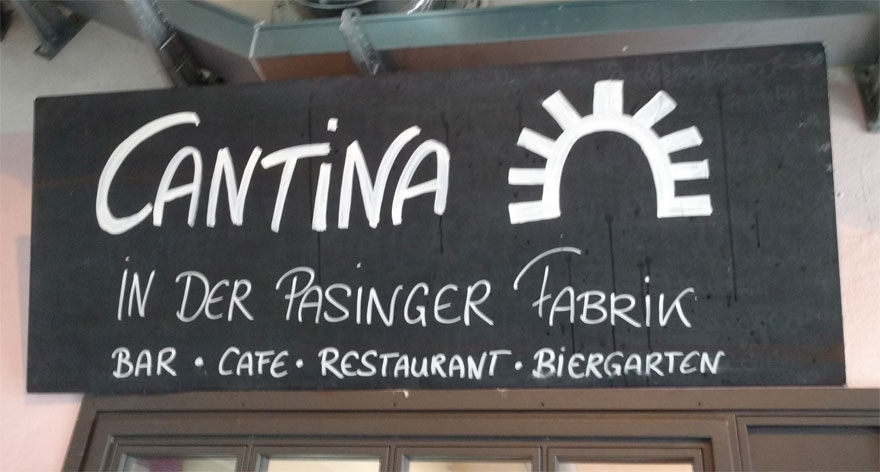 CANTiNA
iN DER PASiNGER FABRiK
BAR · CAFE · RESTAURANT · BiERGARTEN